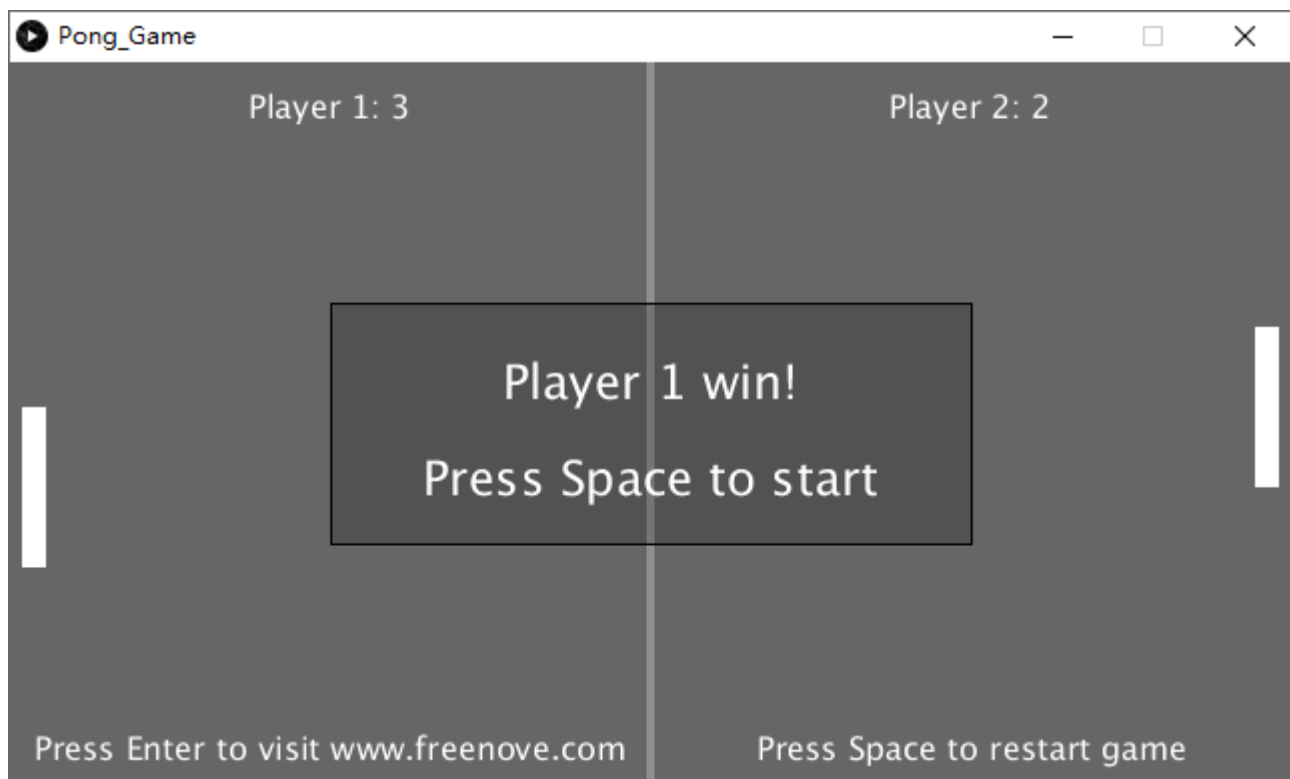 Pong_Game
Player 1: 3
Player 2: 2
Player 1 win!
Press Space to start
Press Enter to visit www.freenove.com
Press Space to restart game